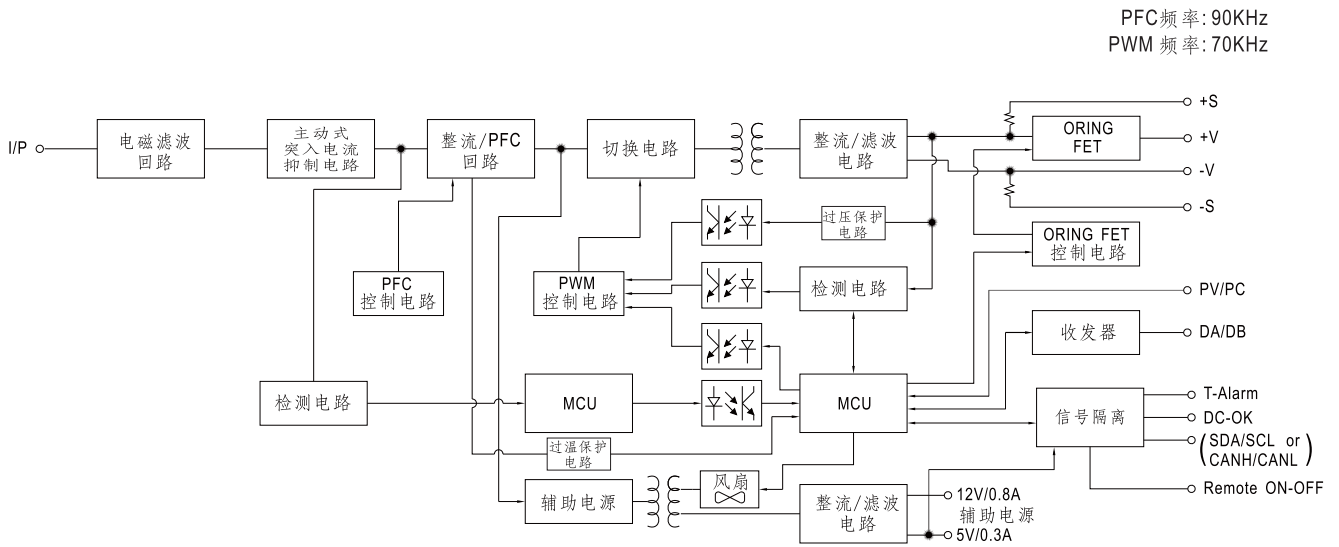 PFC频率: 90KHz
PWM 频率: 70KHz
I/P
电磁滤波
回路
主动式
突入电流
抑制电路
整流/PFC
回路
切换电路
整流/滤波
电路
ORING
FET
+S
+V
-V
-S
过压保护
电路
ORING FET
控制电路
PFC
控制电路
PWM
控制电路
检测电路
PV/PC
收发器
DA/DB
检测电路
MCU
MCU
信号隔离
T-Alarm
DC-OK
(SDA/SCL or
CANH/CANL)
过温保护
电路
Remote ON-OFF
辅助电源
风扇
整流/滤波
电路
12V/0.8A
辅助电源
5V/0.3A